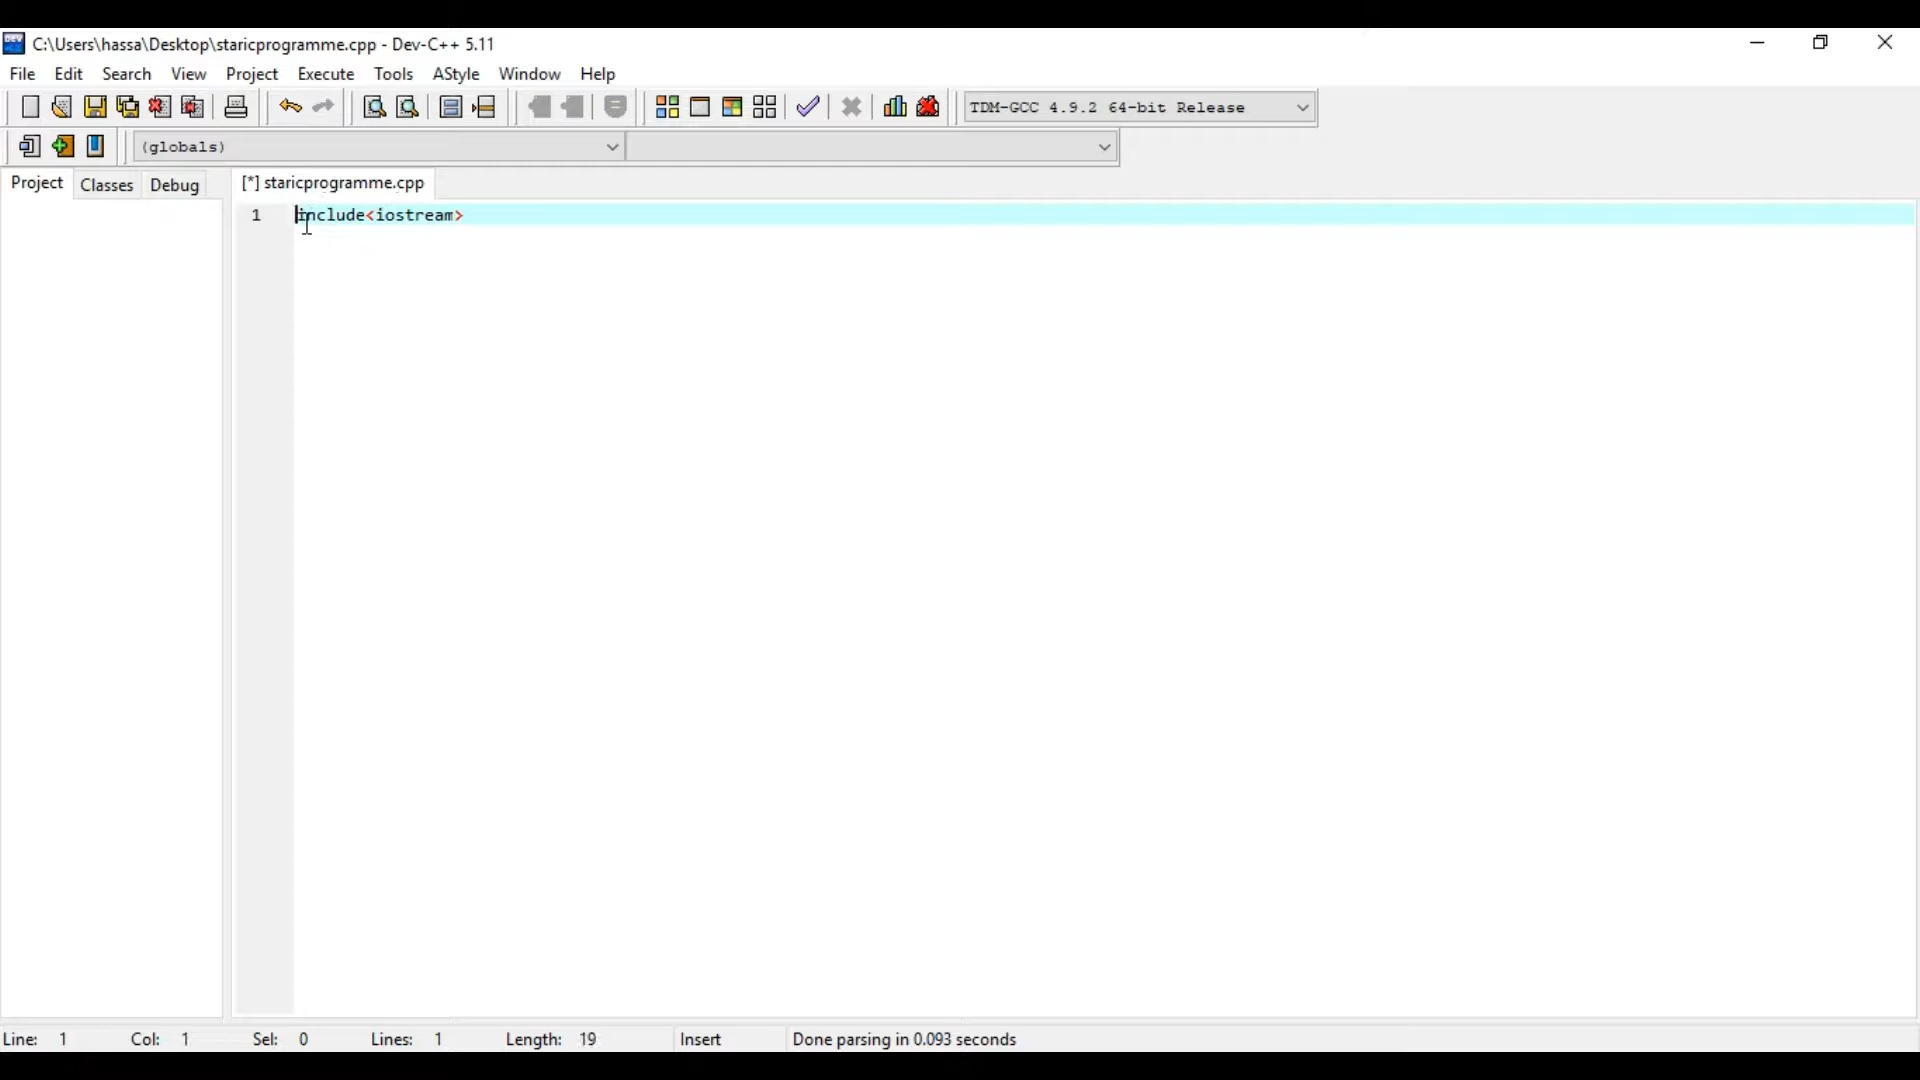 C:\Users\hassa\Desktop\staricprogramme.cpp - Dev-C++ 5.11
File Edit Search View Project Execute Tools AStyle Window Help
TDM-GCC 4.9.2 64-bit Release
(globals)
Project Classes Debug
[*] staricprogramme.cpp
1 include<iostream>
Line: 1 Col: 1 Sel: 0 Lines: 1 Length: 19 Insert Done parsing in 0.093 seconds